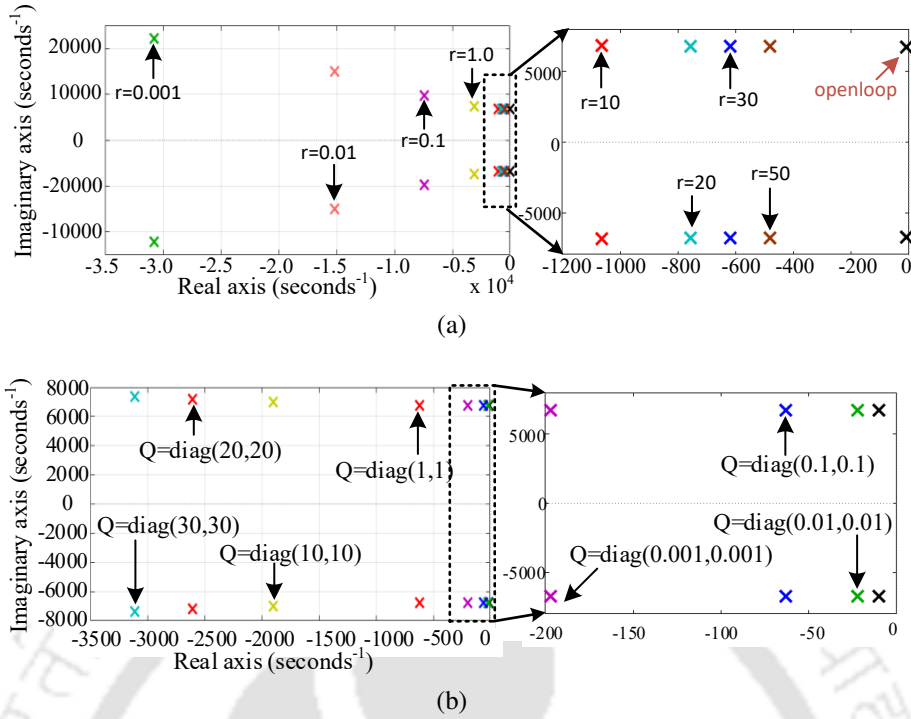 Imaginary axis (seconds⁻¹)
20000
10000
0
-20000
-10000
r=0.001
r=0.01
r=0.1
r=1.0
-3.5 -3.0 -2.5 -2.0 -1.5 -1.0 -0.5 0
x 10⁴
Real axis (seconds⁻¹)
5000
0
-5000
r=10
r=30
openloop
r=20
r=50
-1200 -1000 -800 -600 -400 -200 0
(a)
Imaginary axis (seconds⁻¹)
8000
6000
4000
2000
0
-2000
-4000
-6000
-8000
Q=diag(20,20)
Q=diag(1,1)
Q=diag(30,30)
Q=diag(10,10)
-3500 -3000 -2500 -2000 -1500 -1000 -500 0
Real axis (seconds⁻¹)
5000
0
-5000
Q=diag(0.1,0.1)
Q=diag(0.01,0.01)
Q=diag(0.001,0.001)
-200 -150 -100 -50 0
(b)